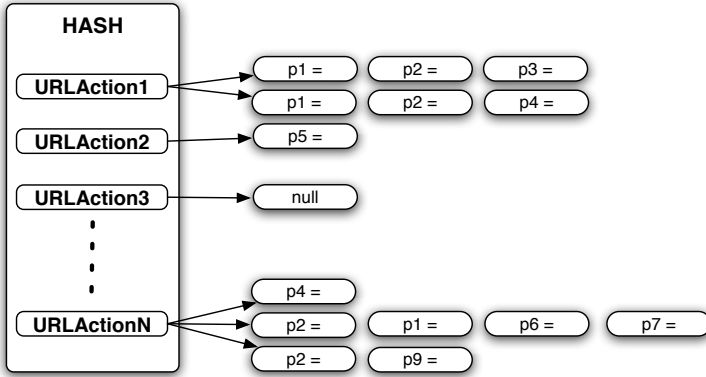 HASH
URLAction1
p1 = p2 = p3 =
p1 = p2 = p4 =
URLAction2
p5 =
URLAction3
null
p4 =
URLActionN
p2 = p1 = p6 = p7 =
p2 = p9 =